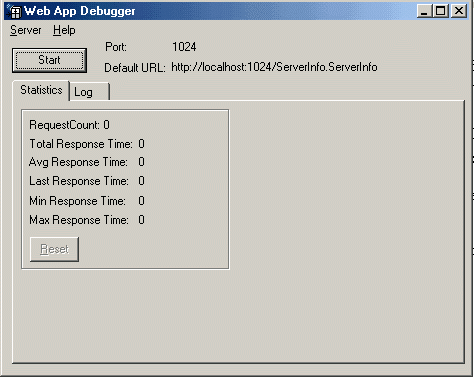 Web App Debugger
Server Help
Start
Port: 1024
Default URL: http://localhost:1024/ServerInfo.ServerInfo
Statistics Log
RequestCount: 0
Total Response Time: 0
Avg Response Time: 0
Last Response Time: 0
Min Response Time: 0
Max Response Time: 0
Reset